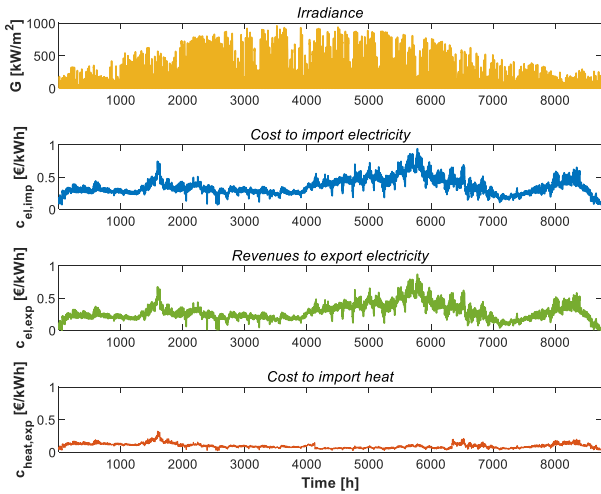 Irradiance
G [kW/m²]
1000
500
0
1000 2000 3000 4000 5000 6000 7000 8000
Cost to import electricity
c_el,imp [€/kWh]
1
0.5
0
1000 2000 3000 4000 5000 6000 7000 8000
Revenues to export electricity
c_el,exp [€/kWh]
1
0.5
0
1000 2000 3000 4000 5000 6000 7000 8000
Cost to import heat
c_heat,exp [€/kWh]
1
0.5
0
1000 2000 3000 4000 5000 6000 7000 8000
Time [h]